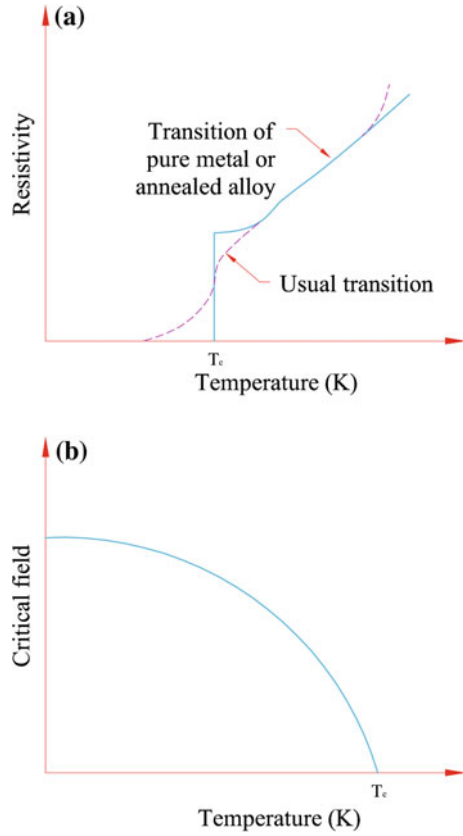 (a)
Resistivity
Transition of
pure metal or
annealed alloy
Usual transition
Tc
Temperature (K)
(b)
Critical field
Tc
Temperature (K)